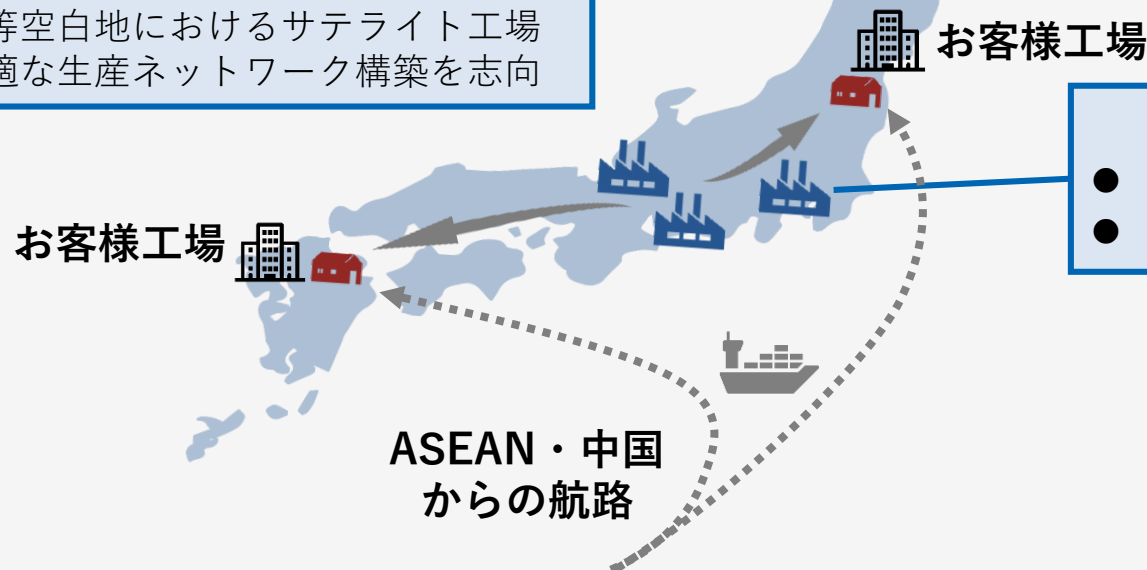 等空白地におけるサテライト工場
適な生産ネットワーク構築を志向
お客様工場
●
●
お客様工場
ASEAN・中国
からの航路